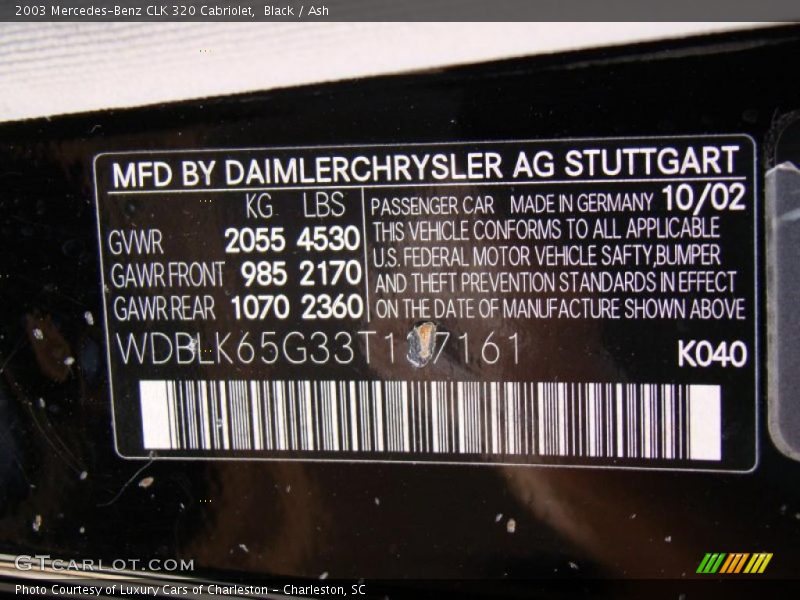 2003 Mercedes-Benz CLK 320 Cabriolet, Black / Ash
MFD BY DAIMLERCHRYSLER AG STUTTGART
KG LBS
GVWR 2055 4530
GAWR FRONT 985 2170
GAWR REAR 1070 2360
PASSENGER CAR MADE IN GERMANY 10/02
THIS VEHICLE CONFORMS TO ALL APPLICABLE
U.S. FEDERAL MOTOR VEHICLE SAFTY,BUMPER
AND THEFT PREVENTION STANDARDS IN EFFECT
ON THE DATE OF MANUFACTURE SHOWN ABOVE
K040
GTCARLOT.COM
Photo Courtesy of Luxury Cars of Charleston - Charleston, SC